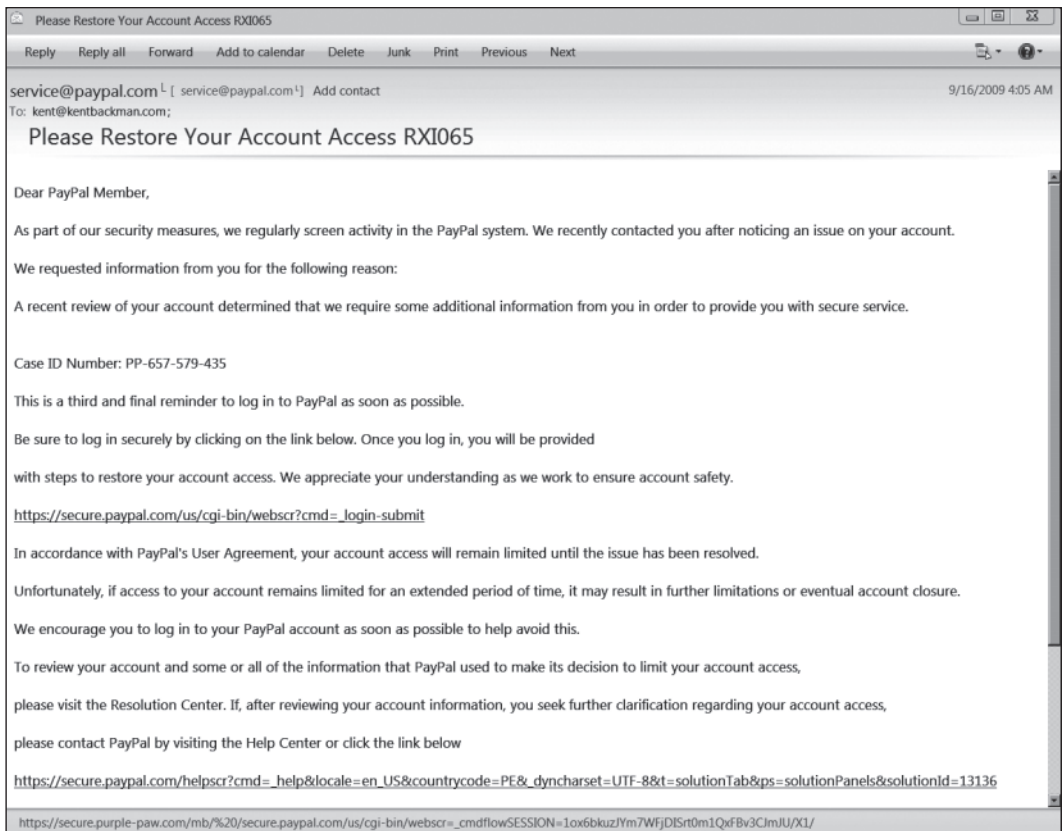 Please Restore Your Account Access RXI065
Reply Reply all Forward Add to calendar Delete Junk Print Previous Next
service@paypal.com└ [ service@paypal.com└] Add contact 9/16/2009 4:05 AM
To: kent@kentbackman.com;
Please Restore Your Account Access RXI065
Dear PayPal Member,
As part of our security measures, we regularly screen activity in the PayPal system. We recently contacted you after noticing an issue on your account.
We requested information from you for the following reason:
A recent review of your account determined that we require some additional information from you in order to provide you with secure service.
Case ID Number: PP-657-579-435
This is a third and final reminder to log in to PayPal as soon as possible.
Be sure to log in securely by clicking on the link below. Once you log in, you will be provided
with steps to restore your account access. We appreciate your understanding as we work to ensure account safety.
https://secure.paypal.com/us/cgi-bin/webscr?cmd=_login-submit
In accordance with PayPal's User Agreement, your account access will remain limited until the issue has been resolved.
Unfortunately, if access to your account remains limited for an extended period of time, it may result in further limitations or eventual account closure.
We encourage you to log in to your PayPal account as soon as possible to help avoid this.
To review your account and some or all of the information that PayPal used to make its decision to limit your account access,
please visit the Resolution Center. If, after reviewing your account information, you seek further clarification regarding your account access,
please contact PayPal by visiting the Help Center or click the link below
https://secure.paypal.com/helpscr?cmd=_help&locale=en_US&countrycode=PE&_dyncharset=UTF-8&t=solutionTab&ps=solutionPanels&solutionId=13136
https://secure.purple-paw.com/mb/%20/secure.paypal.com/us/cgi-bin/webscr=_cmdflowSESSION=1ox6bkuzJYm7WFjDISrt0m1QxFBv3CJmJU/X1/